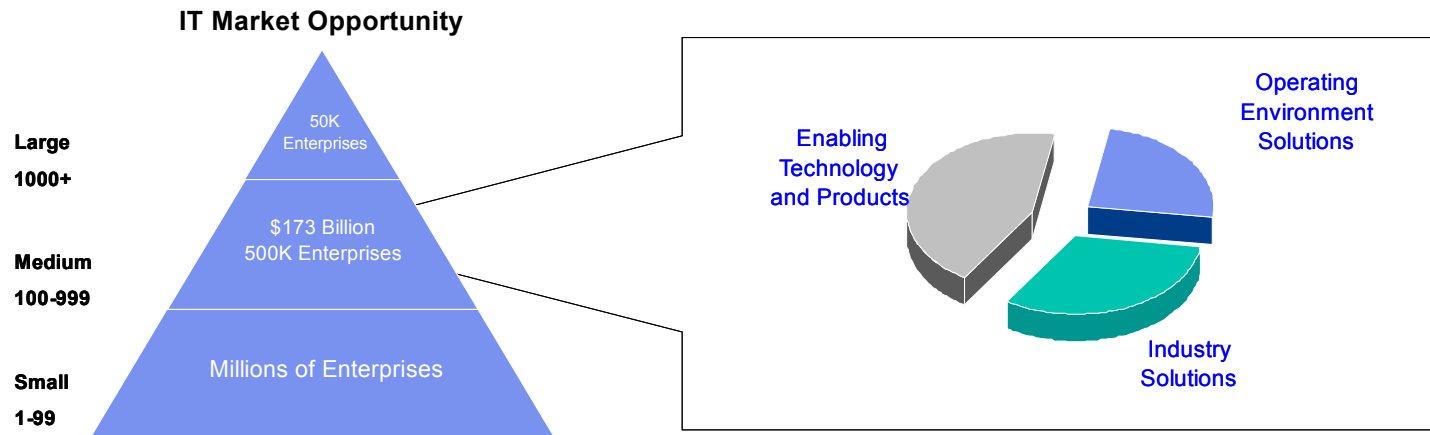 IT Market Opportunity
Large
1000+
50K
Enterprises
Medium
100-999
$173 Billion
500K Enterprises
Small
1-99
Millions of Enterprises
Enabling
Technology
and Products
Operating
Environment
Solutions
Industry
Solutions